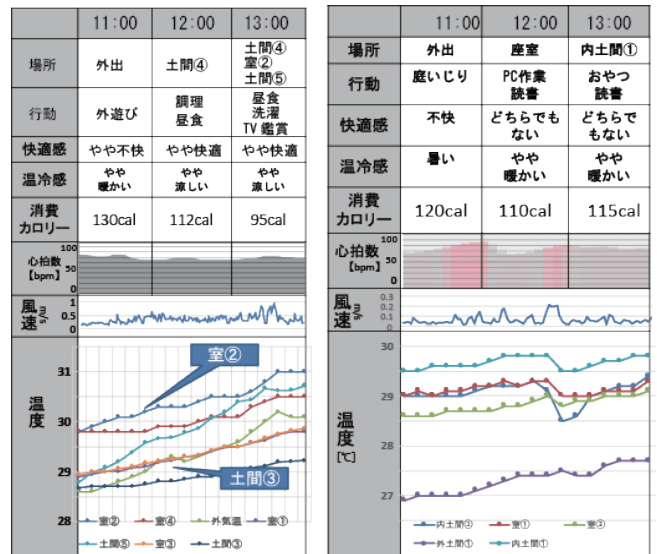 11:00 12:00 13:00
場所 外出 土間④ 土間④
室②
土間⑤
行動 外遊び 調理
昼食 昼食
洗濯
TV鑑賞
快適感 やや不快 やや快適 やや快適
温冷感 やや
暖かい やや
涼しい やや
涼しい
消費
カロリー 130cal 112cal 95cal
心拍数
【bpm】 100
50
0
風速 m/s 1
0.5
0
温度 31
30
29
28
室②
土間③
室② 室④ 外気温 室①
土間⑤ 室③ 土間③
11:00 12:00 13:00
場所 外出 座室 内土間①
行動 庭いじり PC作業
読書 おやつ
読書
快適感 不快 どちらでも
ない どちらで
もない
温冷感 暑い やや
暖かい やや
暖かい
消費
カロリー 120cal 110cal 115cal
心拍数
【bpm】 100
50
0
風速 m/s 0.3
0.2
0.1
0
温度
[℃] 30
29
28
27
内土間② 室① 室②
外土間① 内土間①